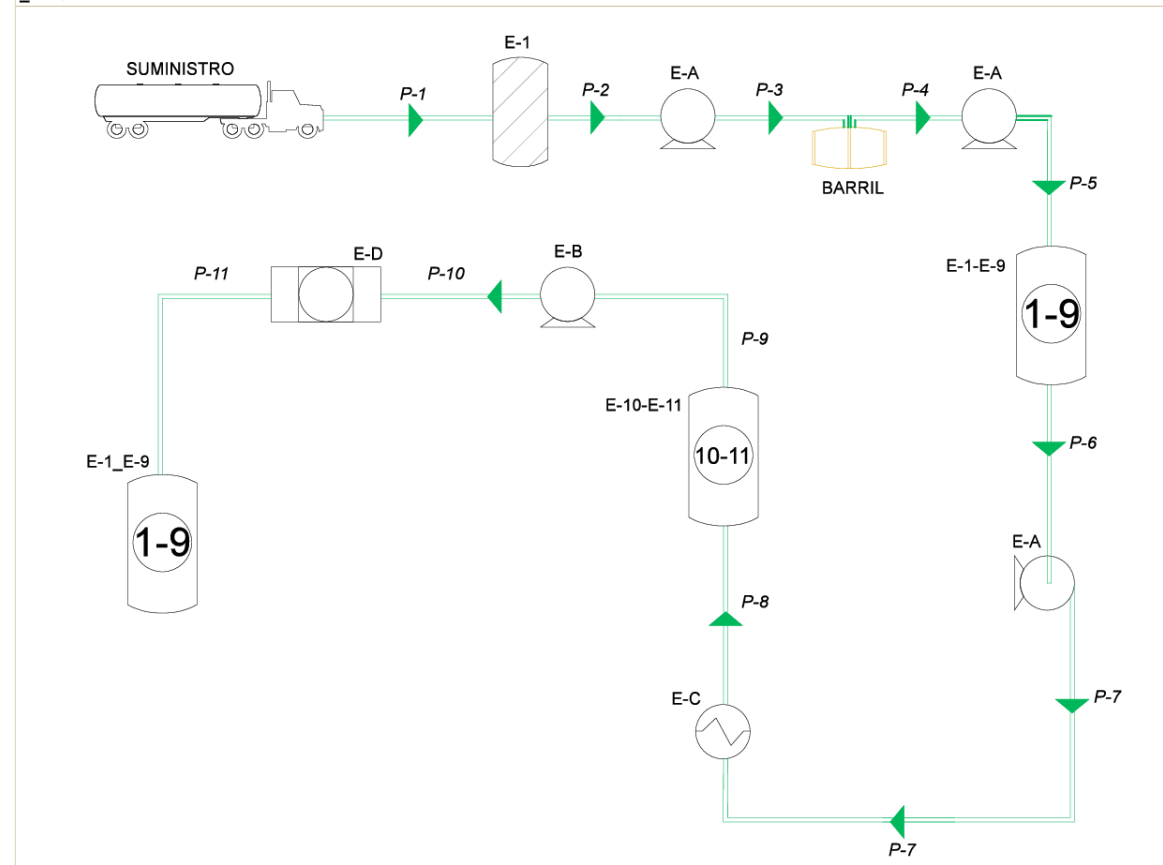 E-1
SUMINISTRO
E-A
E-A
P-1
P-2
P-3
P-4
BARRIL
P-5
E-1-E-9
1-9
E-D
E-B
P-11
P-10
P-9
E-10-E-11
10-11
P-6
E-1_E-9
1-9
E-A
P-8
E-C
P-7
P-7